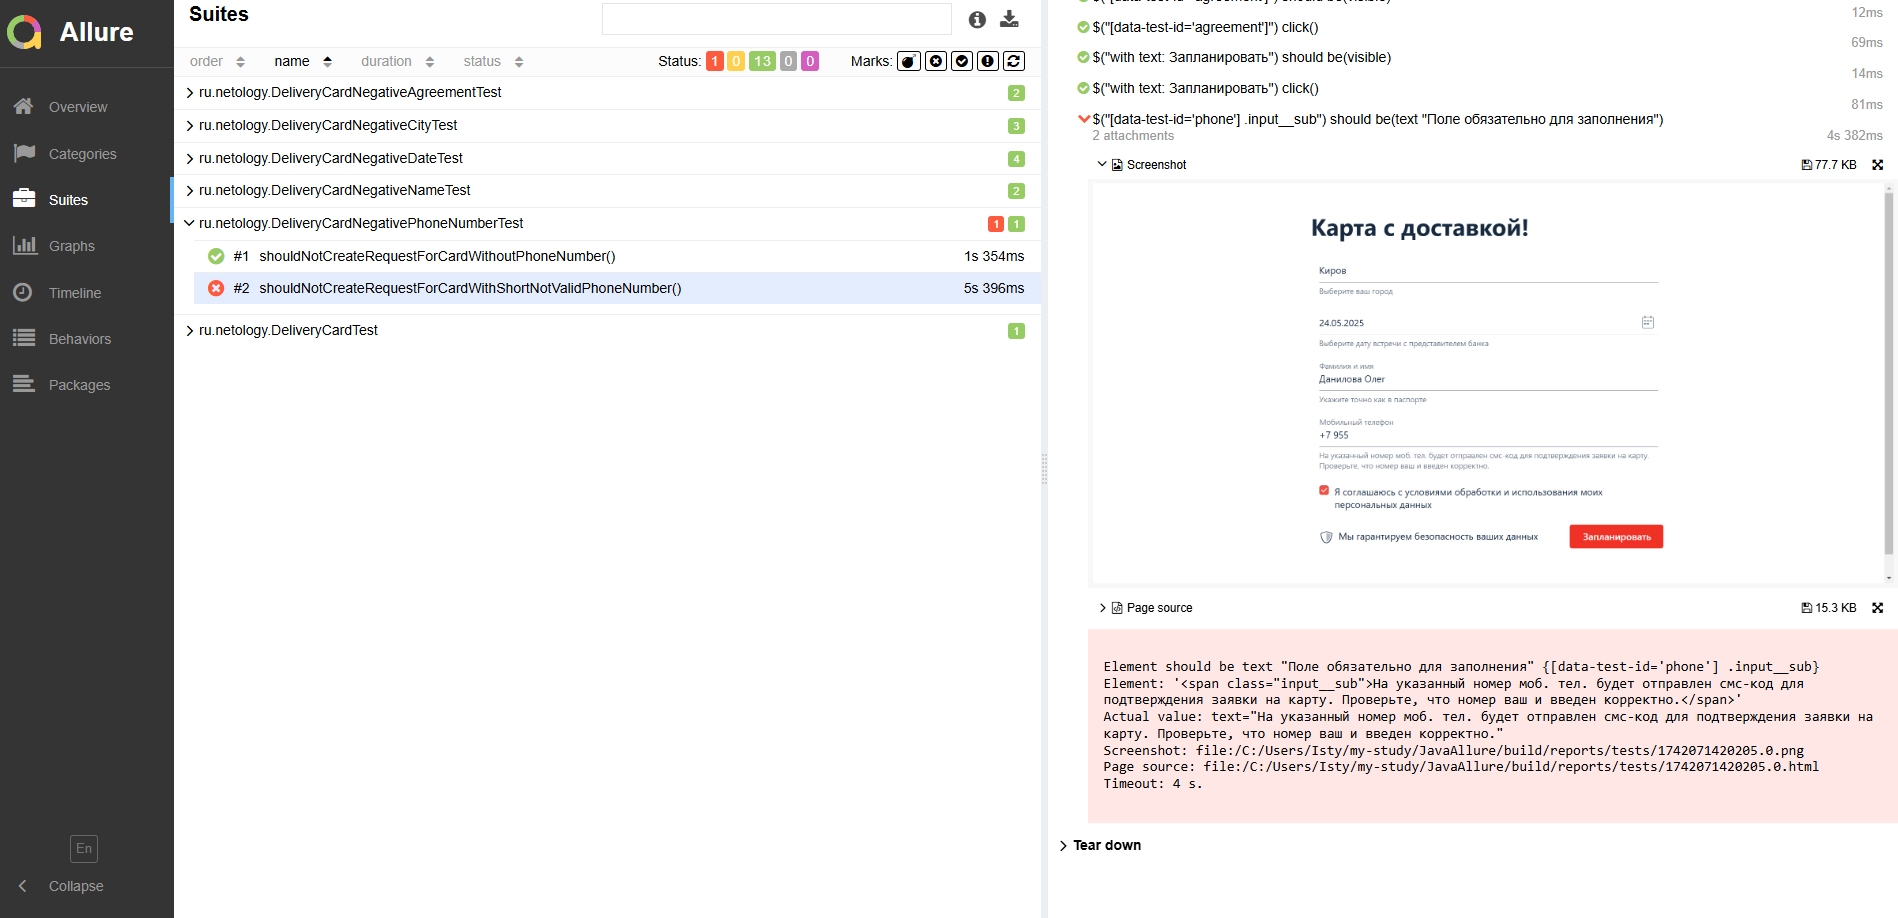 Allure
Overview
Categories
Suites
Graphs
Timeline
Behaviors
Packages
En
Collapse
Suites
order name duration status Status: 1 0 13 0 0 Marks:
ru.netology.DeliveryCardNegativeAgreementTest 2
ru.netology.DeliveryCardNegativeCityTest 3
ru.netology.DeliveryCardNegativeDateTest 4
ru.netology.DeliveryCardNegativeNameTest 2
ru.netology.DeliveryCardNegativePhoneNumberTest 1 1
#1 shouldNotCreateRequestForCardWithoutPhoneNumber() 1s 354ms
#2 shouldNotCreateRequestForCardWithShortNotValidPhoneNumber() 5s 396ms
ru.netology.DeliveryCardTest 1
$("[data-test-id='agreement']") should be(visible)
12ms
$("[data-test-id='agreement']") click()
69ms
$("with text: Запланировать") should be(visible)
14ms
$("with text: Запланировать") click()
81ms
$("[data-test-id='phone'] .input__sub") should be(text "Поле обязательно для заполнения")
2 attachments 4s 382ms
Screenshot 77.7 KB
Карта с доставкой!
Киров
Выберите ваш город
24.05.2025
Выберите дату встречи с представителем банка
Фамилия и имя
Данилова Олег
Укажите точно как в паспорте
Мобильный телефон
+7 955
На указанный номер моб. тел. будет отправлен смс-код для подтверждения заявки на карту.
Проверьте, что номер ваш и введен корректно.
Я соглашаюсь с условиями обработки и использования моих
персональных данных
Мы гарантируем безопасность ваших данных Запланировать
Page source 15.3 KB
Element should be text "Поле обязательно для заполнения" {[data-test-id='phone'] .input__sub}
Element: '<span class="input__sub">На указанный номер моб. тел. будет отправлен смс-код для
подтверждения заявки на карту. Проверьте, что номер ваш и введен корректно.</span>'
Actual value: text="На указанный номер моб. тел. будет отправлен смс-код для подтверждения заявки на
карту. Проверьте, что номер ваш и введен корректно."
Screenshot: file:/C:/Users/Isty/my-study/JavaAllure/build/reports/tests/1742071420205.0.png
Page source: file:/C:/Users/Isty/my-study/JavaAllure/build/reports/tests/1742071420205.0.html
Timeout: 4 s.
Tear down